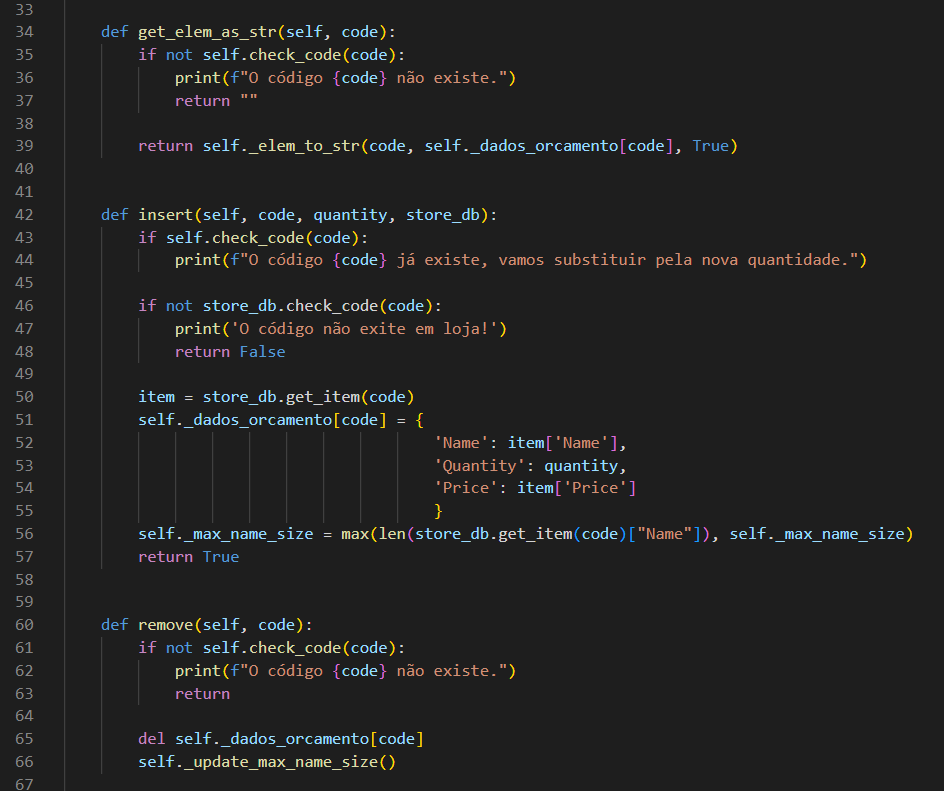 33
34 def get_elem_as_str(self, code):
35 if not self.check_code(code):
36 print(f"O código {code} não existe.")
37 return ""
38
39 return self._elem_to_str(code, self._dados_orcamento[code], True)
40
41
42 def insert(self, code, quantity, store_db):
43 if self.check_code(code):
44 print(f"O código {code} já existe, vamos substituir pela nova quantidade.")
45
46 if not store_db.check_code(code):
47 print('O código não exite em loja!')
48 return False
49
50 item = store_db.get_item(code)
51 self._dados_orcamento[code] = {
52 'Name': item['Name'],
53 'Quantity': quantity,
54 'Price': item['Price']
55 }
56 self._max_name_size = max(len(store_db.get_item(code)["Name"]), self._max_name_size)
57 return True
58
59
60 def remove(self, code):
61 if not self.check_code(code):
62 print(f"O código {code} não existe.")
63 return
64
65 del self._dados_orcamento[code]
66 self._update_max_name_size()
67